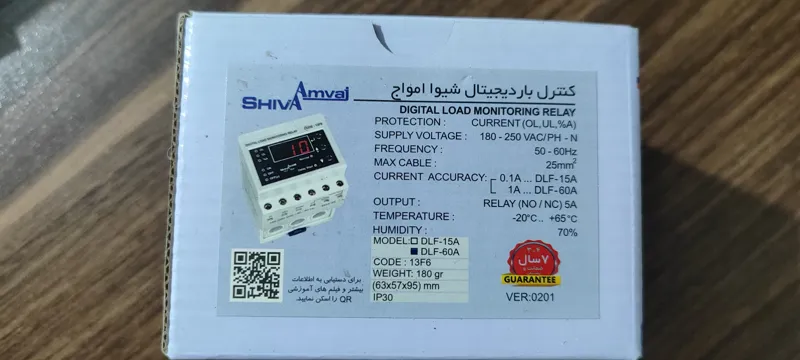 SHIVA Amvaj
کنترل بار دیجیتال شیوا امواج
DIGITAL LOAD MONITORING RELAY
PROTECTION : CURRENT (OL,UL,%A)
SUPPLY VOLTAGE : 180 - 250 VAC/PH - N
FREQUENCY : 50 - 60Hz
MAX CABLE : 25mm²
CURRENT ACCURACY: 0.1A ... DLF-15A
1A ... DLF-60A
OUTPUT : RELAY (NO / NC) 5A
TEMPERATURE : -20°C .. +65°C
HUMIDITY : 70%
MODEL: DLF-15A
DLF-60A
CODE : 13F6
WEIGHT: 180 gr
(63x57x95) mm
IP30
10
برای دستیابی به اطلاعات
بیشتر و فیلم های آموزشی
QR را اسکن نمایید.
۷ سال
GUARANTEE
VER:0201